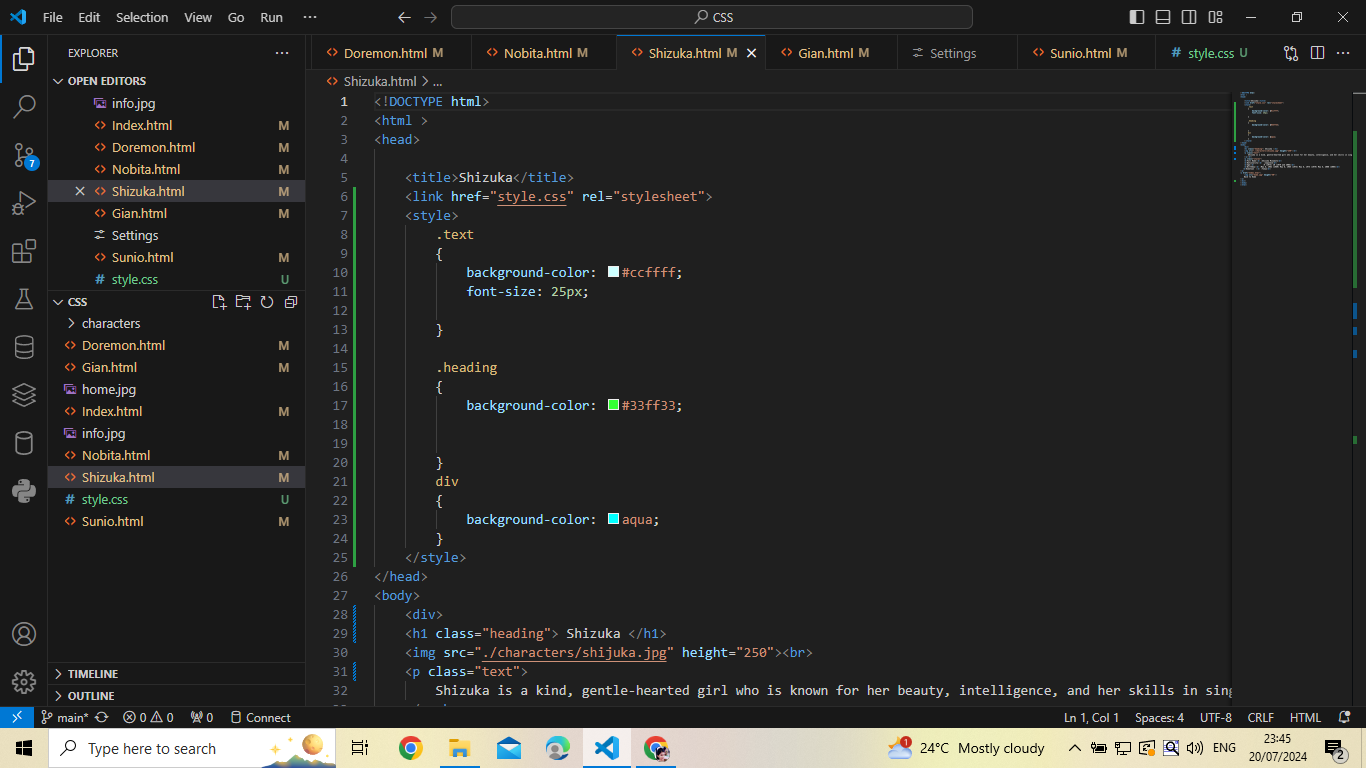 File Edit Selection View Go Run ··· CSS
EXPLORER ···
OPEN EDITORS
info.jpg
Index.html M
Doremon.html M
Nobita.html M
Shizuka.html M
Gian.html M
Settings
Sunio.html M
style.css U
CSS
characters
Doremon.html M
Gian.html M
home.jpg
Index.html M
info.jpg
Nobita.html M
Shizuka.html M
style.css U
Sunio.html M
TIMELINE
OUTLINE
7
Doremon.html M Nobita.html M Shizuka.html M Gian.html M Settings Sunio.html M style.css U ···
Shizuka.html > ...
1 <!DOCTYPE html>
2 <html >
3 <head>
4
5 <title>Shizuka</title>
6 <link href="style.css" rel="stylesheet">
7 <style>
8 .text
9 {
10 background-color: #ccffff;
11 font-size: 25px;
12
13 }
14
15 .heading
16 {
17 background-color: #33ff33;
18
19
20 }
21 div
22 {
23 background-color: aqua;
24 }
25 </style>
26 </head>
27 <body>
28 <div>
29 <h1 class="heading"> Shizuka </h1>
30 <img src="./characters/shijuka.jpg" height="250"><br>
31 <p class="text">
32 Shizuka is a kind, gentle-hearted girl who is known for her beauty, intelligence, and her skills in sing
main* 0 0 0 Connect Ln 1, Col 1 Spaces: 4 UTF-8 CRLF HTML
Type here to search 1 24°C Mostly cloudy ENG 23:45
20/07/2024 2